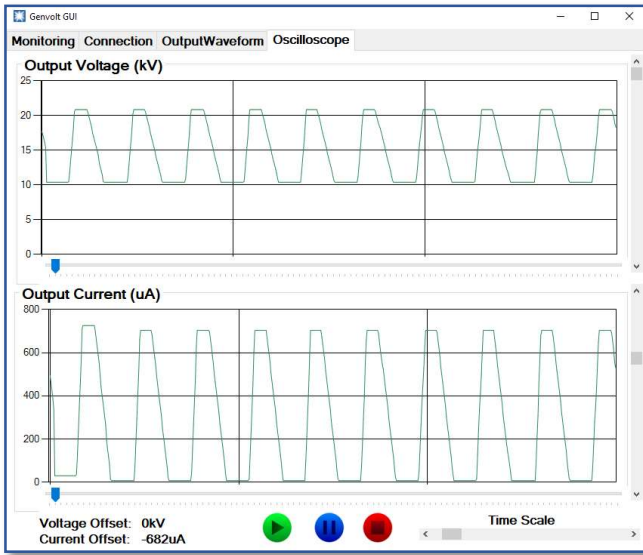 Genvolt GUI
Monitoring Connection OutputWaveform Oscilloscope
Output Voltage (kV)
25
20
15
10
5
0
Output Current (uA)
800
600
400
200
0
Voltage Offset: 0kV
Current Offset: -682uA
Time Scale